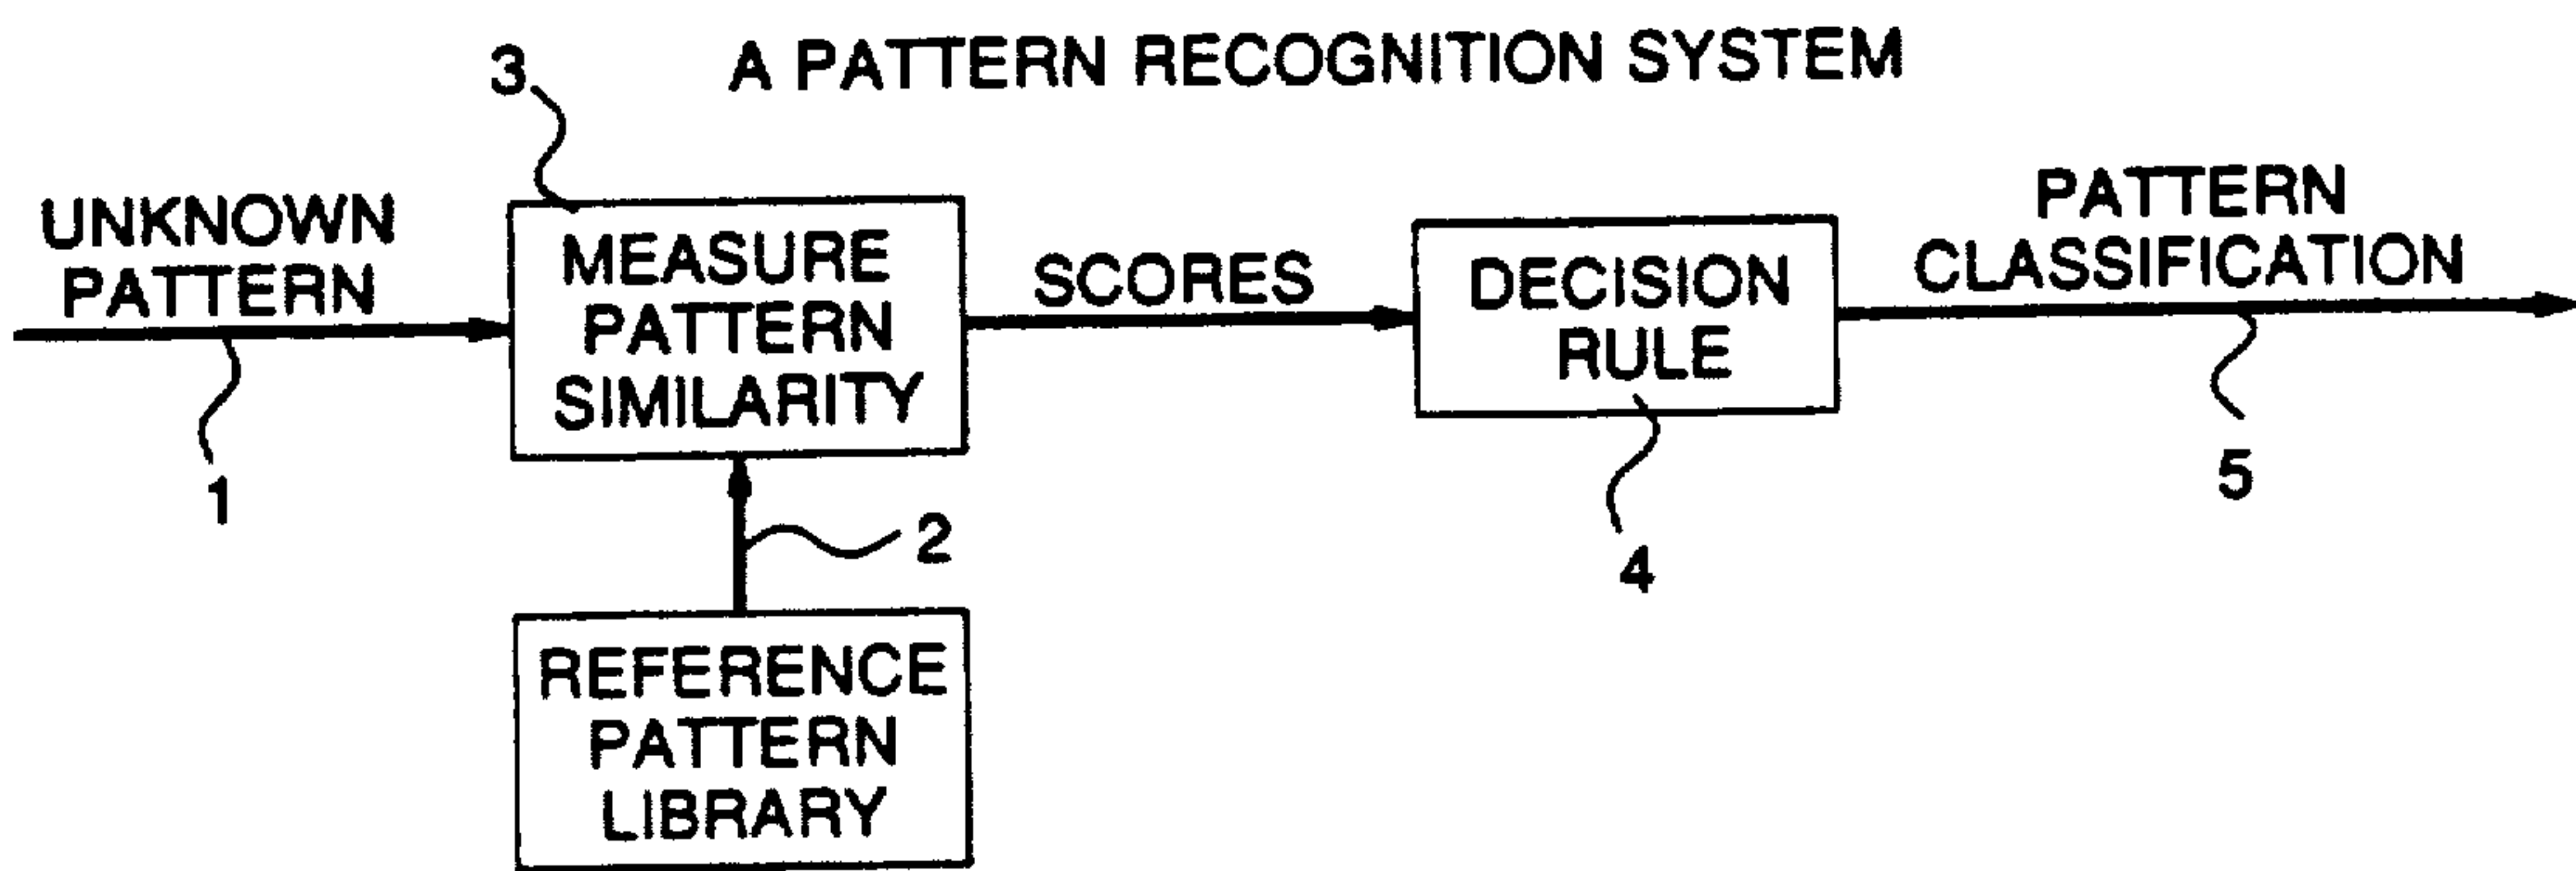 A PATTERN RECOGNITION SYSTEM
3
UNKNOWN
PATTERN
1
MEASURE
PATTERN
SIMILARITY
SCORES
DECISION
RULE
4
PATTERN
CLASSIFICATION
5
2
REFERENCE
PATTERN
LIBRARY